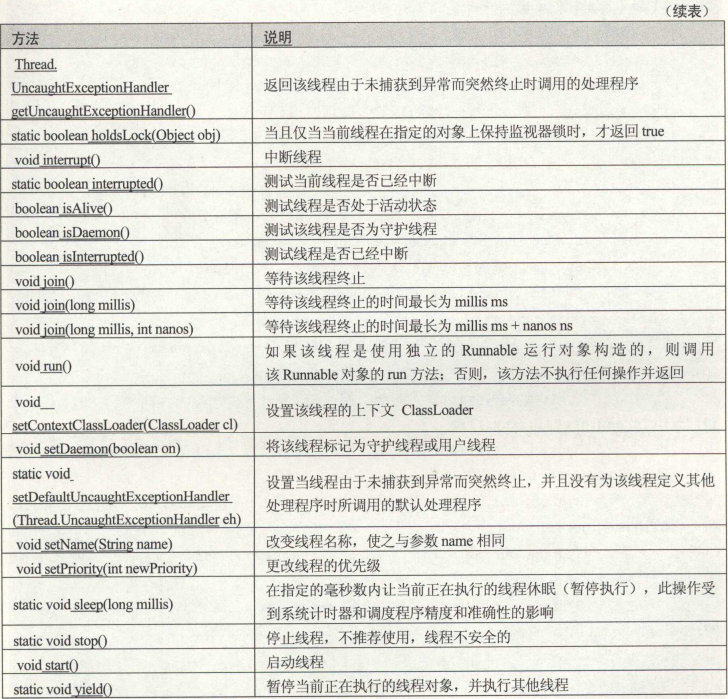 （续表）
方法 说明
Thread.
UncaughtExceptionHandler
getUncaughtExceptionHandler()
返回该线程由于未捕获到异常而突然终止时调用的处理程序
static boolean holdsLock(Object obj) 当且仅当当前线程在指定的对象上保持监视器锁时，才返回 true
void interrupt() 中断线程
static boolean interrupted() 测试当前线程是否已经中断
boolean isAlive() 测试线程是否处于活动状态
boolean isDaemon() 测试该线程是否为守护线程
boolean isInterrupted() 测试线程是否已经中断
void join() 等待该线程终止
void join(long millis) 等待该线程终止的时间最长为 millis ms
void join(long millis, int nanos) 等待该线程终止的时间最长为 millis ms + nanos ns
void run()
如果该线程是使用独立的 Runnable 运行对象构造的，则调用
该 Runnable 对象的 run 方法；否则，该方法不执行任何操作并返回
void
setContextClassLoader(ClassLoader cl)
设置该线程的上下文 ClassLoader
void setDaemon(boolean on) 将该线程标记为守护线程或用户线程
static void
setDefaultUncaughtExceptionHandler
(Thread.UncaughtExceptionHandler eh)
设置当线程由于未捕获到异常而突然终止，并且没有为该线程定义其他
处理程序时所调用的默认处理程序
void setName(String name) 改变线程名称，使之与参数 name 相同
void setPriority(int newPriority) 更改线程的优先级
static void sleep(long millis)
在指定的毫秒数内让当前正在执行的线程休眠（暂停执行），此操作受
到系统计时器和调度程序精度和准确性的影响
static void stop() 停止线程，不推荐使用，线程不安全的
void start() 启动线程
static void yield() 暂停当前正在执行的线程对象，并执行其他线程